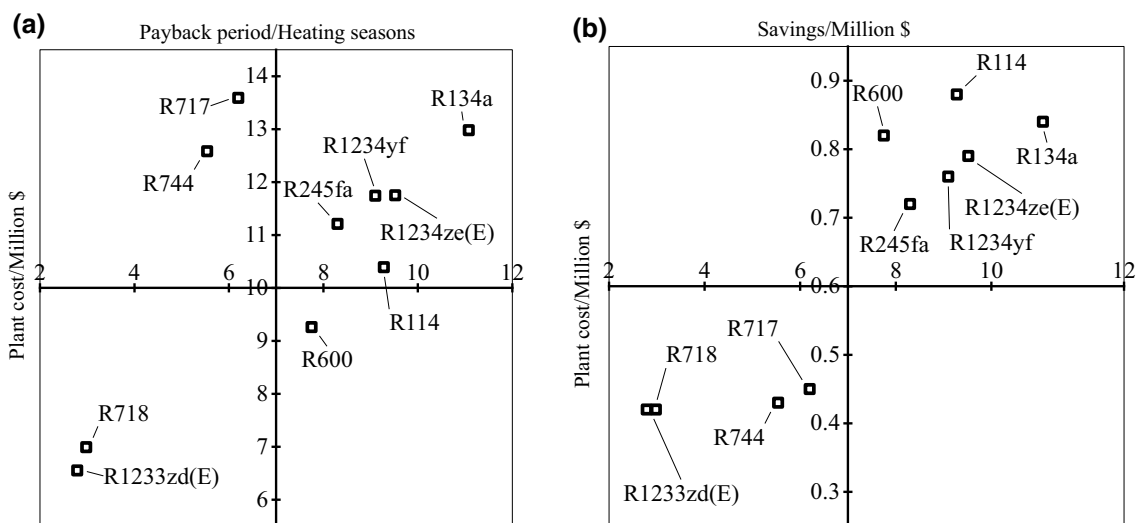 (a)
Payback period/Heating seasons
Plant cost/Million $
14
13
12
11
10
9
8
7
6
2
4
6
8
10
12
R717
R744
R134a
R1234yf
R245fa
R1234ze(E)
R114
R600
R718
R1233zd(E)
(b)
Savings/Million $
Plant cost/Million $
0.9
0.8
0.7
0.6
0.5
0.4
0.3
2
4
6
8
10
12
R114
R600
R134a
R1234ze(E)
R245fa
R1234yf
R717
R718
R744
R1233zd(E)